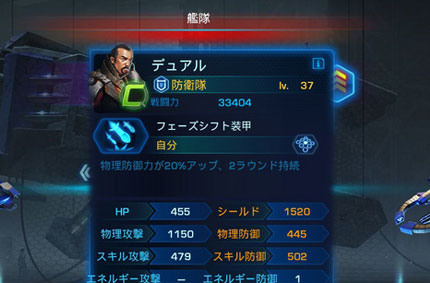 艦隊
デュアル
防衛隊 lv. 37
戦闘力 33404
フェーズシフト装甲
自分
物理防御力が20%アップ、2ラウンド持続
HP 455 シールド 1520
物理攻撃 1150 物理防御 445
スキル攻撃 479 スキル防御 502
エネルギー攻撃 — エネルギー防御 1